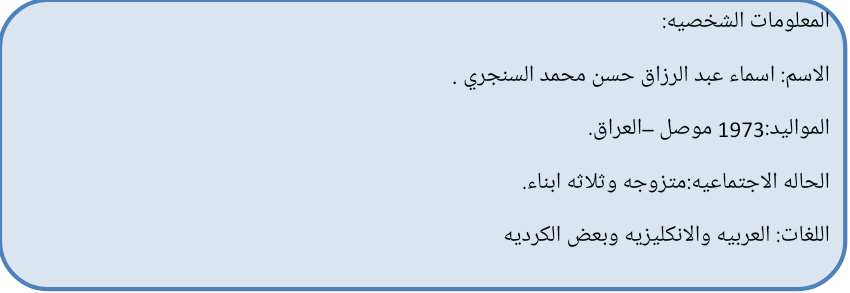 المعلومات الشخصيه:
الاسم: اسماء عبد الرزاق حسن محمد السنجري .
المواليد:1973 موصل –العراق.
الحاله الاجتماعيه:متزوجه وثلاثه ابناء.
اللغات: العربيه والانكليزيه وبعض الكرديه